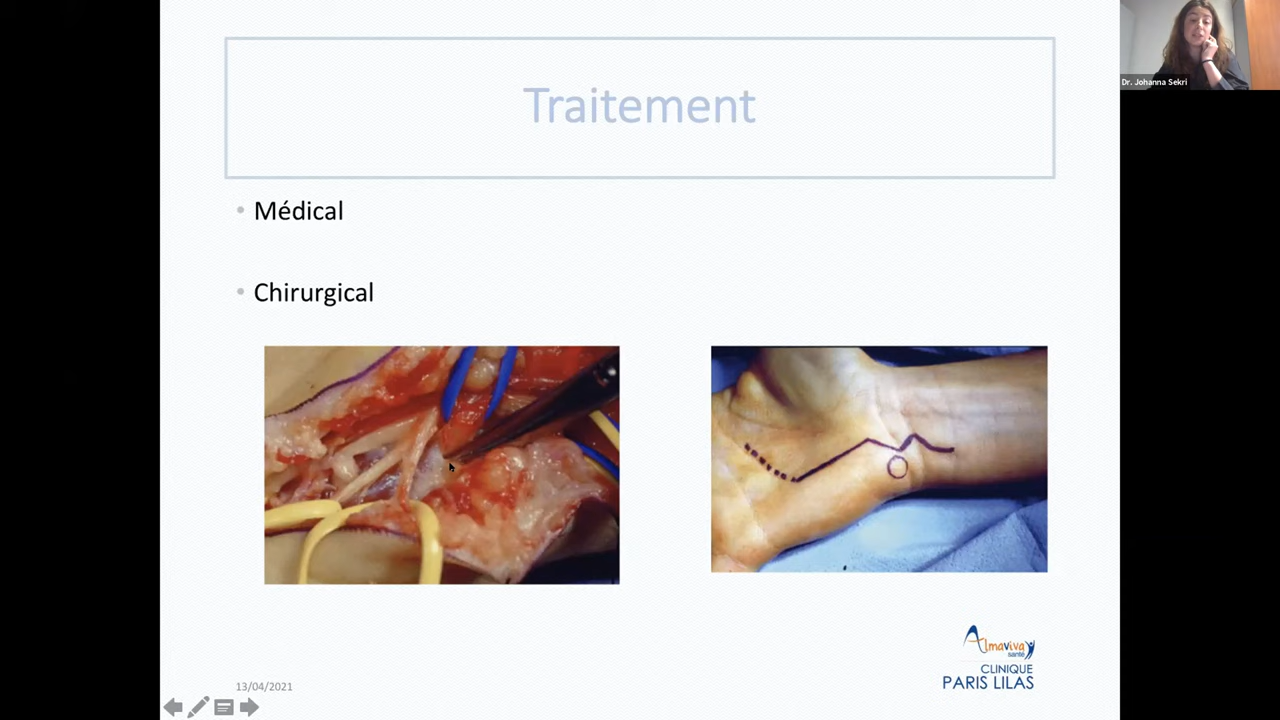 Dr. Johanna Sekri
Traitement
• Médical
• Chirurgical
Almaviva
santé
CLINIQUE
PARIS LILAS
13/04/2021